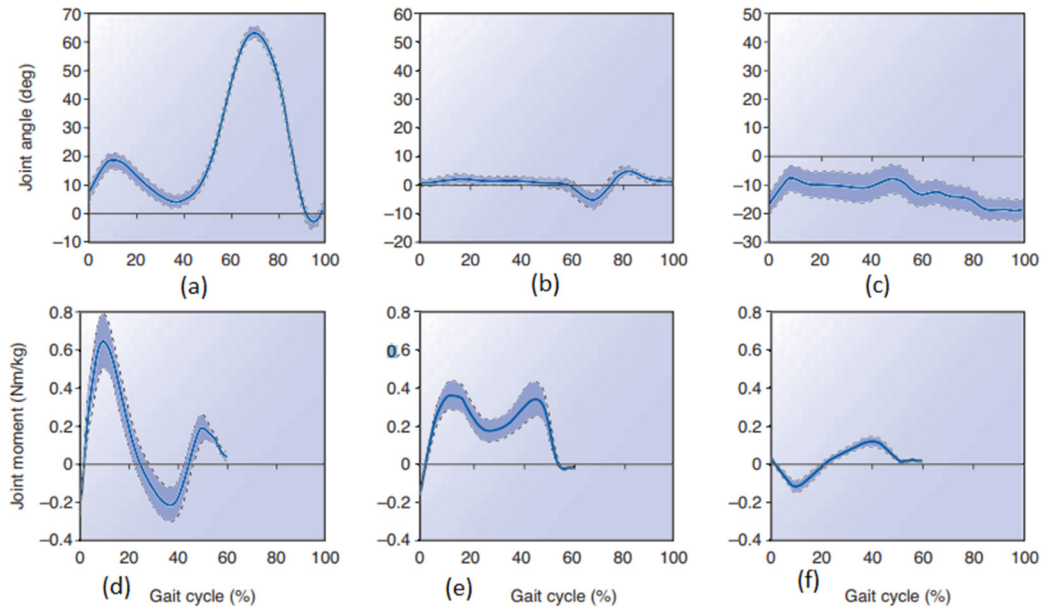 Joint angle (deg)
70
60
50
40
30
20
10
0
–10
0 20 40 60 80 100
(a)
60
50
40
30
20
10
0
–10
–20
0 20 40 60 80 100
(b)
50
40
30
20
10
0
–10
–20
–30
0 20 40 60 80 100
(c)
Joint moment (Nm/kg)
0.8
0.6
0.4
0.2
0
–0.2
–0.4
0 20 40 60 80 100
(d)
Gait cycle (%)
0.8
0.6
0.4
0.2
0
–0.2
–0.4
0 20 40 60 80 100
(e)
Gait cycle (%)
0.8
0.6
0.4
0.2
0
–0.2
–0.4
0 20 40 60 80 100
(f)
Gait cycle (%)